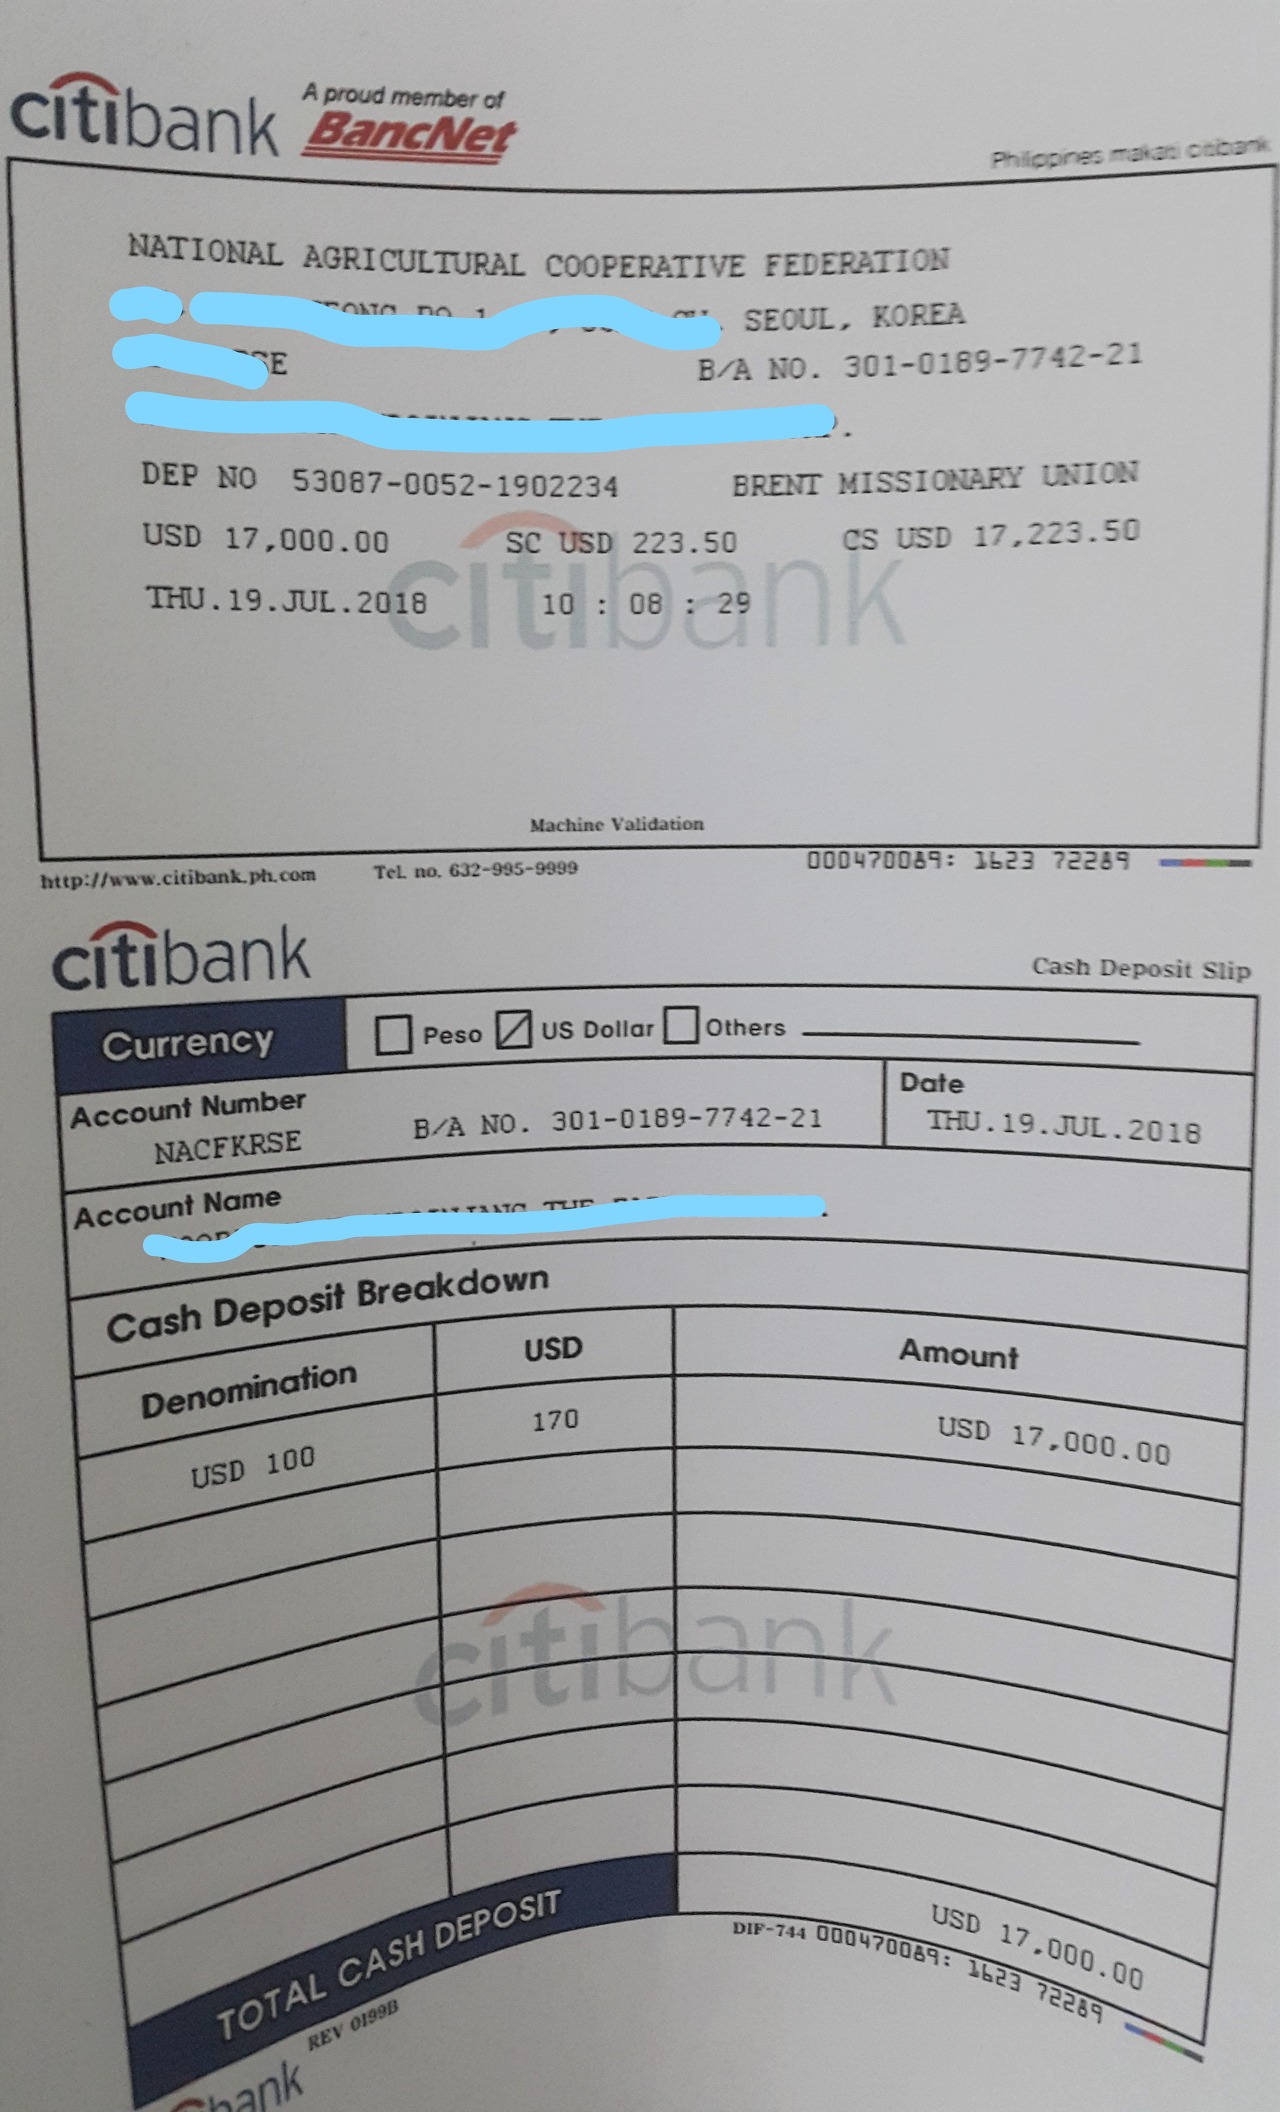 citibank A proud member of
BancNet
Philippines makati citibank
NATIONAL AGRICULTURAL COOPERATIVE FEDERATION
SEOUL, KOREA
B/A NO. 301-0189-7742-21
DEP NO 53087-0052-1902234 BRENT MISSIONARY UNION
USD 17,000.00 SC USD 223.50 CS USD 17,223.50
citibank
THU.19.JUL.2018 10 : 08 : 29
Machine Validation
http://www.citibank.ph.com Tel. no. 632-995-9999 000470089: 1623 72289
citibank Cash Deposit Slip
Currency Peso US Dollar Others
Account Number Date
NACFKRSE B/A NO. 301-0189-7742-21 THU.19.JUL.2018
Account Name
THE
Cash Deposit Breakdown
Denomination USD Amount
USD 100 170 USD 17,000.00
citibank
TOTAL CASH DEPOSIT USD 17,000.00
REV 0199B DIF-744 000470089: 1623 72289
bank